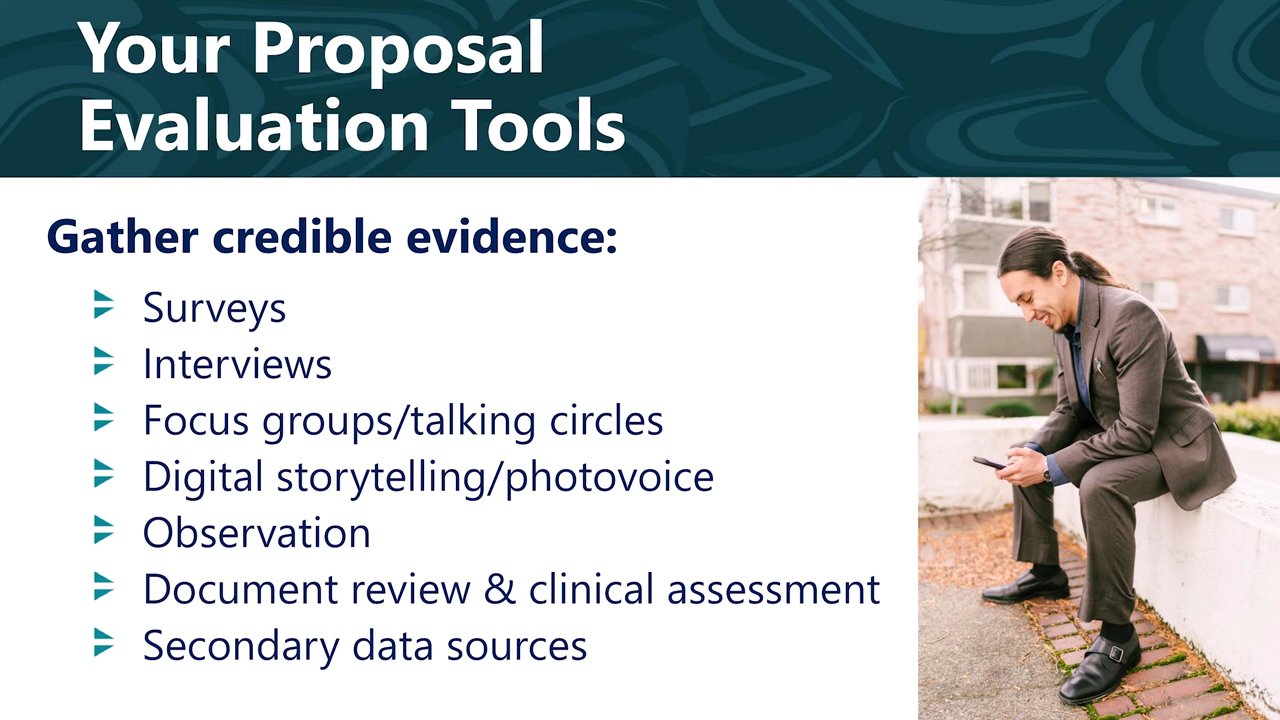 Your Proposal
Evaluation Tools
Gather credible evidence:
Surveys
Interviews
Focus groups/talking circles
Digital storytelling/photovoice
Observation
Document review & clinical assessment
Secondary data sources